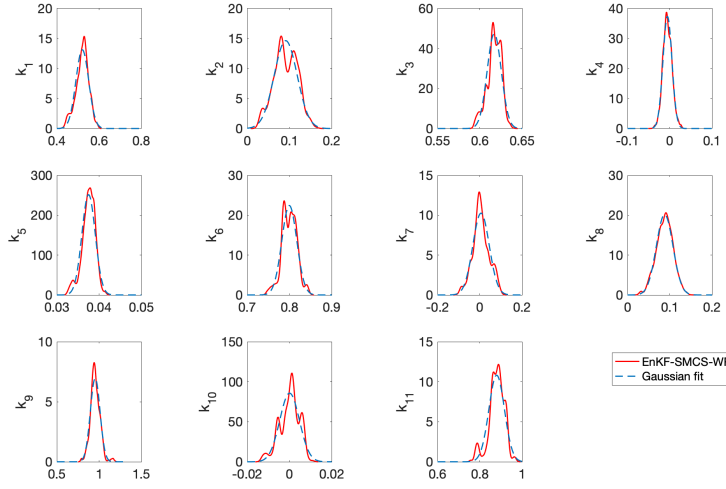 20 15 10 5 0 k1 0.4 0.6 0.8
20 15 10 5 0 k2 0 0.1 0.2
60 40 20 0 k3 0.55 0.6 0.65
40 30 20 10 0 k4 -0.1 0 0.1
300 200 100 0 k5 0.03 0.04 0.05
30 20 10 0 k6 0.7 0.8 0.9
15 10 5 0 k7 -0.2 0 0.2
30 20 10 0 k8 0 0.1 0.2
10 5 0 k9 0.5 1 1.5
150 100 50 0 k10 -0.02 0 0.02
15 10 5 0 k11 0.6 0.8 1
EnKF-SMCS-WF
Gaussian fit